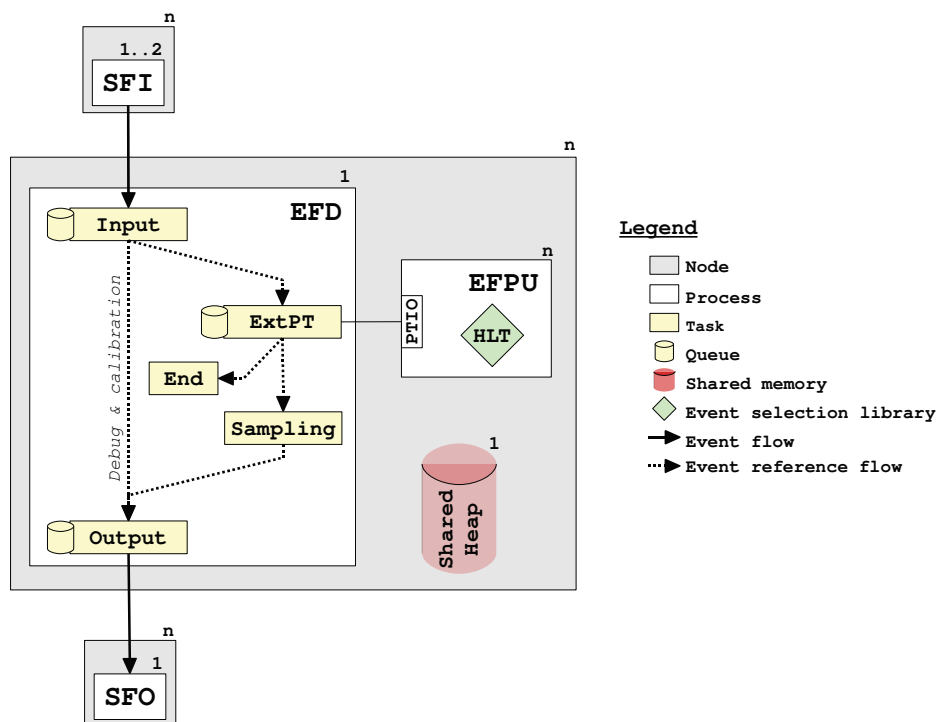 n
1..2
SFI
n
1
EFD
Input
n
EFPU
ExtPT
PTIO
HLT
Debug & calibration
End
Sampling
1
Shared
Heap
Output
n
1
SFO
Legend
Node
Process
Task
Queue
Shared memory
Event selection library
Event flow
Event reference flow